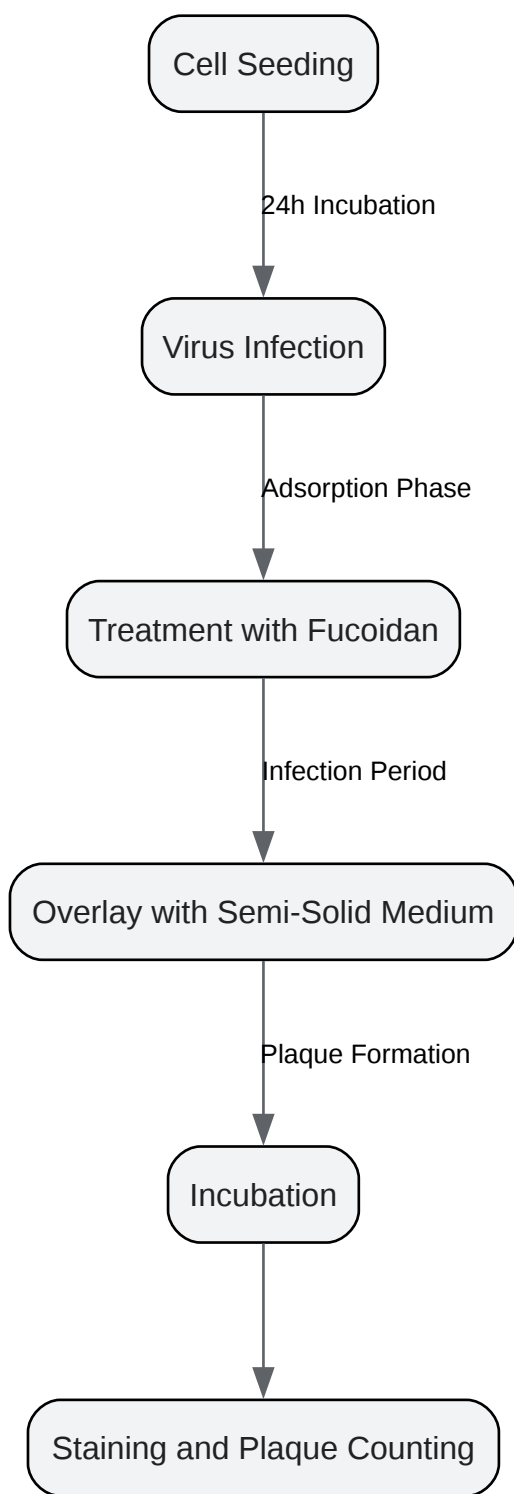 Cell Seeding
24h Incubation
Virus Infection
Adsorption Phase
Treatment with Fucoidan
Infection Period
Overlay with Semi-Solid Medium
Plaque Formation
Incubation
Staining and Plaque Counting